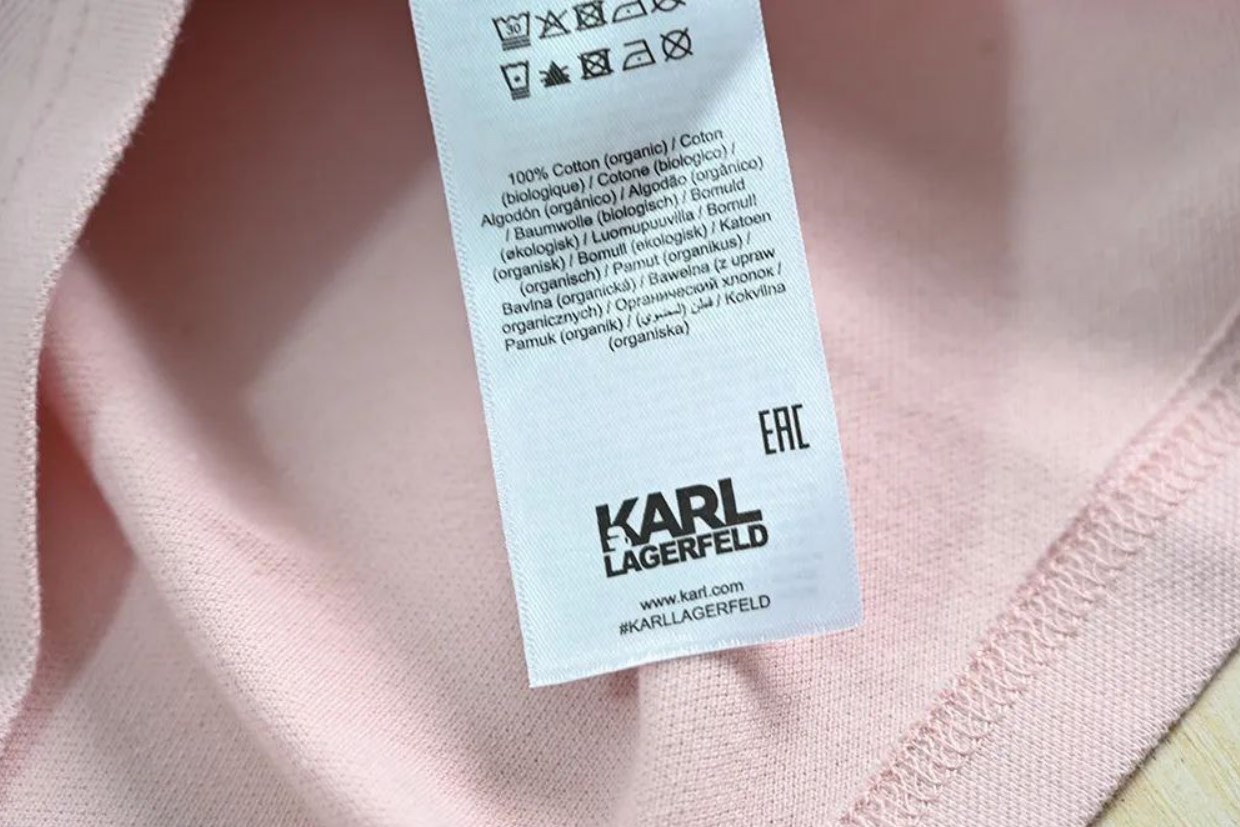 30
100% Cotton (organic) / Coton
(biologique) / Cotone (biologico) /
Algodón (orgánico) / Algodão (orgânico)
/ Baumwolle (biologisch) / Bomuld
(økologisk) / Luomupuuvilla / Bomull
(organisk) / Bomull (ekologisk) / Katoen
(organisch) / Pamut (organikus) /
Bavlna (organická) / Bawełna (z upraw
organicznych) / Органический хлопок /
Pamuk (organik) / قطن (عضوي) / Kokvilna
(organiska)
EAC
KARL
LAGERFELD
www.karl.com
#KARLLAGERFELD